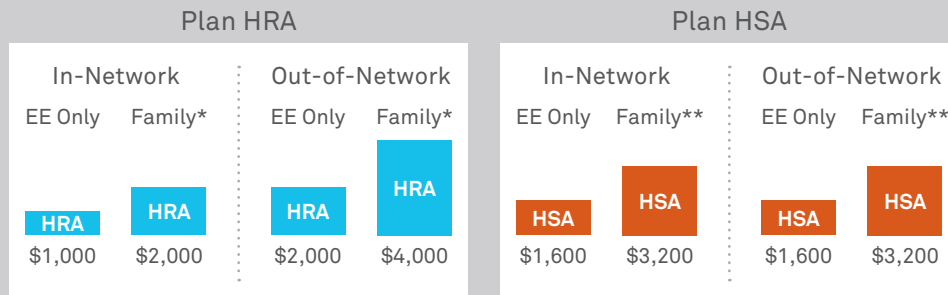 Plan HRA
In-Network
Out-of-Network
EE Only
Family*
EE Only
Family*
HRA
HRA
HRA
HRA
$1,000
$2,000
$2,000
$4,000
Plan HSA
In-Network
Out-of-Network
EE Only
Family**
EE Only
Family**
HSA
HSA
HSA
HSA
$1,600
$3,200
$1,600
$3,200